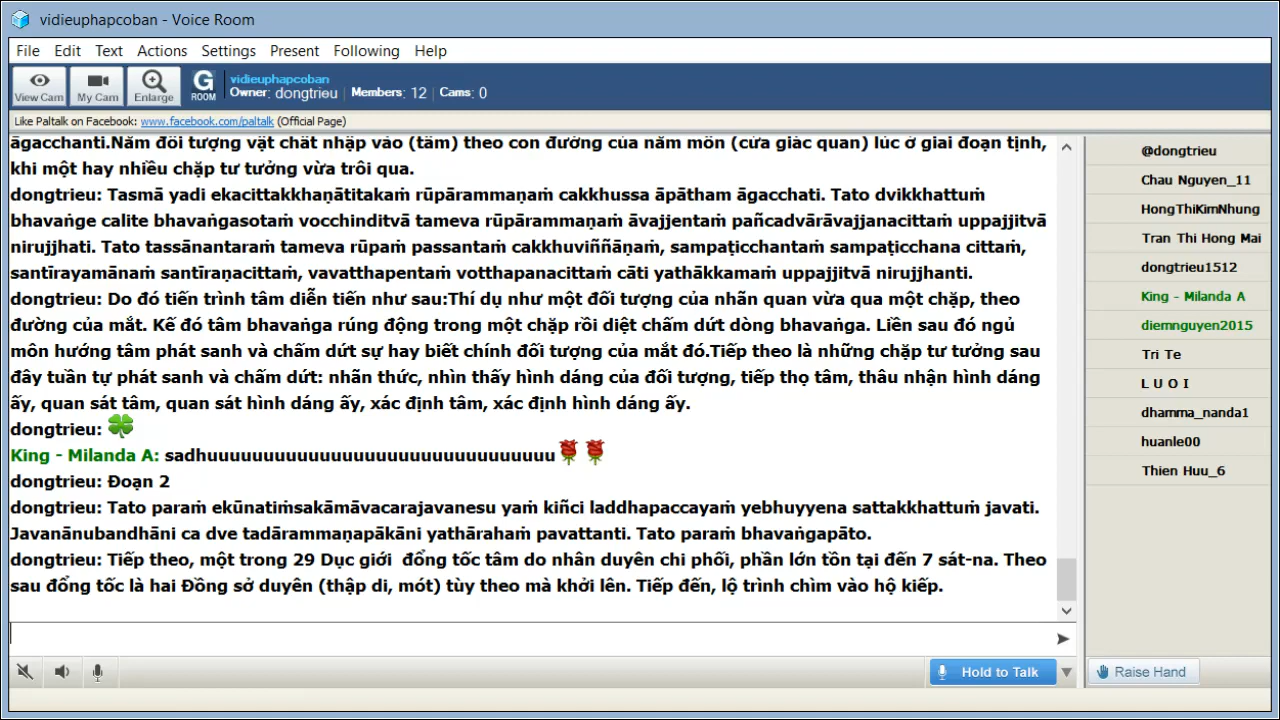 vidieuphapcoban - Voice Room
File Edit Text Actions Settings Present Following Help
View Cam My Cam Enlarge G ROOM vidieuphapcoban
Owner: dongtrieu | Members: 12 | Cams: 0
Like Paltalk on Facebook: www.facebook.com/paltalk (Official Page)
āgacchanti.Năm đối tượng vật chất nhập vào (tâm) theo con đường của năm môn (cửa giác quan) lúc ở giai đoạn tịnh,
khi một hay nhiều chặp tư tưởng vừa trôi qua.
dongtrieu: Tasmā yadi ekacittakkhaṇātitakaṁ rūpārammaṇaṁ cakkhussa āpātham āgacchati. Tato dvikkhattuṁ
bhavaṅge calite bhavaṅgasotaṁ vocchinditvā tameva rūpārammaṇaṁ āvajjentaṁ pañcadvārāvajjanacittaṁ uppajjitvā
nirujjhati. Tato tassānantaraṁ tameva rūpaṁ passantaṁ cakkhuviññāṇaṁ, sampaṭicchantaṁ sampaṭicchana cittaṁ,
santīrayamānaṁ santīraṇacittaṁ, vavatthapentaṁ votthapanacittaṁ cāti yathākkamaṁ uppajjitvā nirujjhanti.
dongtrieu: Do đó tiến trình tâm diễn tiến như sau:Thí dụ như một đối tượng của nhãn quan vừa qua một chặp, theo
đường của mắt. Kế đó tâm bhavaṅga rúng động trong một chặp rồi diệt chấm dứt dòng bhavaṅga. Liền sau đó ngủ
môn hướng tâm phát sanh và chấm dứt sự hay biết chính đối tượng của mắt đó.Tiếp theo là những chặp tư tưởng sau
đây tuần tự phát sanh và chấm dứt: nhãn thức, nhìn thấy hình dáng của đối tượng, tiếp thọ tâm, thâu nhận hình dáng
ấy, quan sát tâm, quan sát hình dáng ấy, xác định tâm, xác định hình dáng ấy.
dongtrieu:
King - Milanda A: sadhuuuuuuuuuuuuuuuuuuuuuuuuuuuuuuu
dongtrieu: Đoạn 2
dongtrieu: Tato paraṁ ekūnatiṁsakāmāvacarajavanesu yaṁ kiñci laddhapaccayaṁ yebhuyyena sattakkhattuṁ javati.
Javanānubandhāni ca dve tadārammaṇapākāni yathārahaṁ pavattanti. Tato paraṁ bhavaṅgapāto.
dongtrieu: Tiếp theo, một trong 29 Dục giới đổng tốc tâm do nhân duyên chi phối, phần lớn tồn tại đến 7 sát-na. Theo
sau đổng tốc là hai Đồng sở duyên (thập di, mót) tùy theo mà khởi lên. Tiếp đến, lộ trình chìm vào hộ kiếp.
Hold to Talk
@dongtrieu
Chau Nguyen_11
HongThiKimNhung
Tran Thi Hong Mai
dongtrieu1512
King - Milanda A
diemnguyen2015
Tri Te
L U O I
dhamma_nanda1
huanle00
Thien Huu_6
Raise Hand